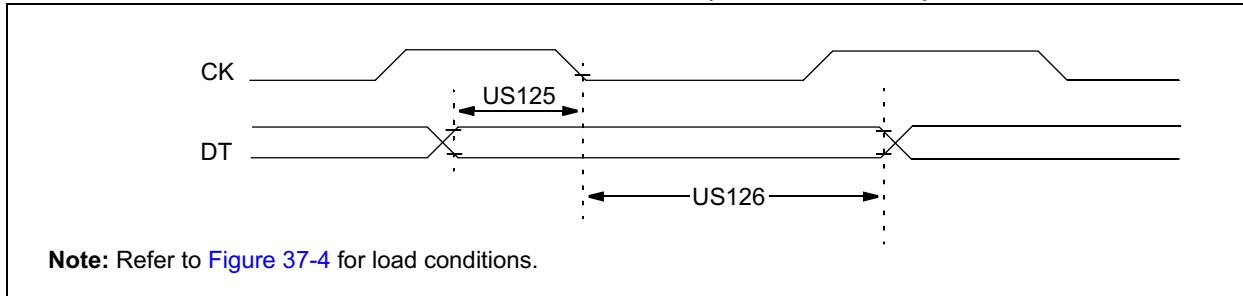 CK
US125
DT
US126
Note: Refer to Figure 37-4 for load conditions.